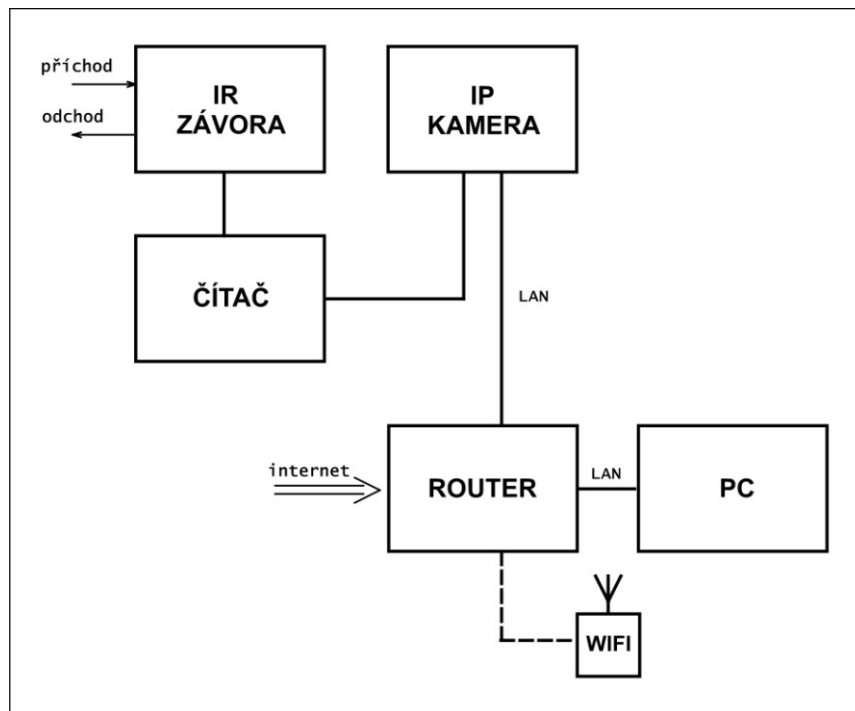 příchod
odchod
IR
ZÁVORA
IP
KAMERA
ČÍTAČ
LAN
internet
ROUTER
LAN
PC
WIFI